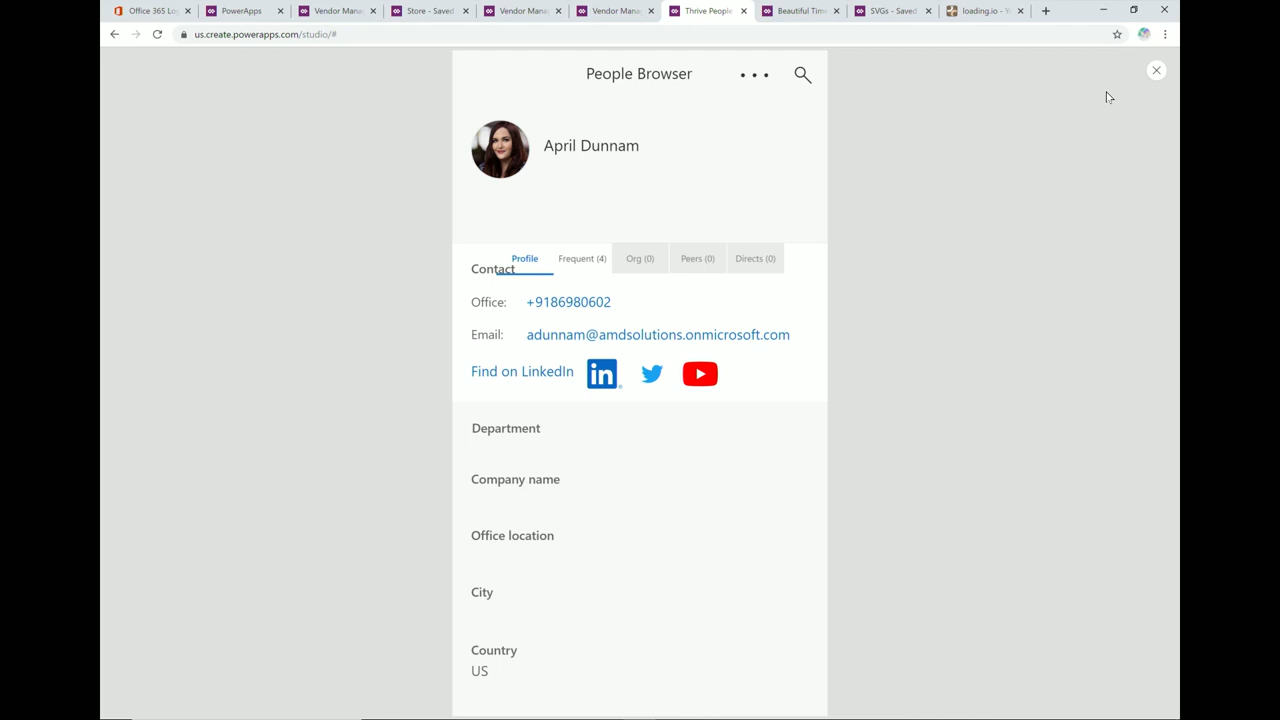 Office 365 Lo
PowerApps
Vendor Mana
Store - Saved
Vendor Mana
Vendor Mana
Thrive People
Beautiful Tim
SVGs - Saved
loading.io - Y
us.create.powerapps.com/studio/#
People Browser
April Dunnam
Profile
Frequent (4)
Org (0)
Peers (0)
Directs (0)
Contact
Office: +9186980602
Email: adunnam@amdsolutions.onmicrosoft.com
Find on LinkedIn
in
Department
Company name
Office location
City
Country
US